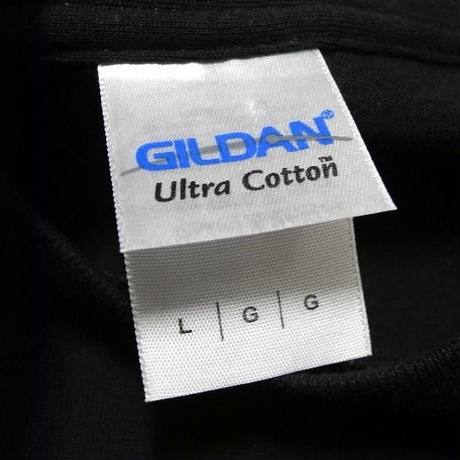 GILDAN®
Ultra Cotton™
L | G | G